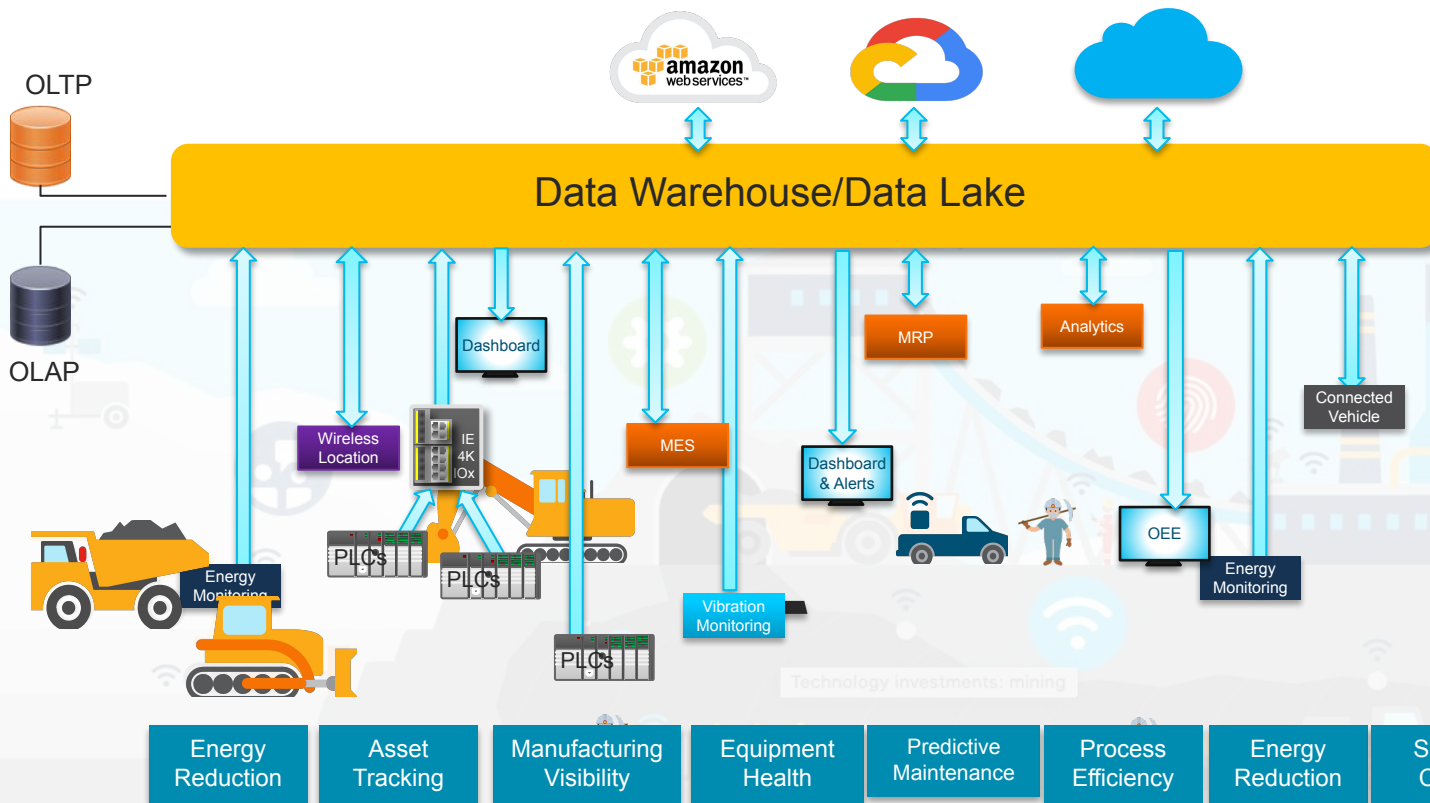 amazon
webservices™
OLTP
Data Warehouse/Data Lake
OLAP
Dashboard
MRP
Analytics
Connected
Vehicle
Wireless
Location
IE
4K
IOx
MES
Dashboard
& Alerts
PLCs
PLCs
OEE
Energy
Monitoring
Energy
Monitoring
Vibration
Monitoring
PLCs
Technology investments: mining
Energy
Reduction
Asset
Tracking
Manufacturing
Visibility
Equipment
Health
Predictive
Maintenance
Process
Efficiency
Energy
Reduction